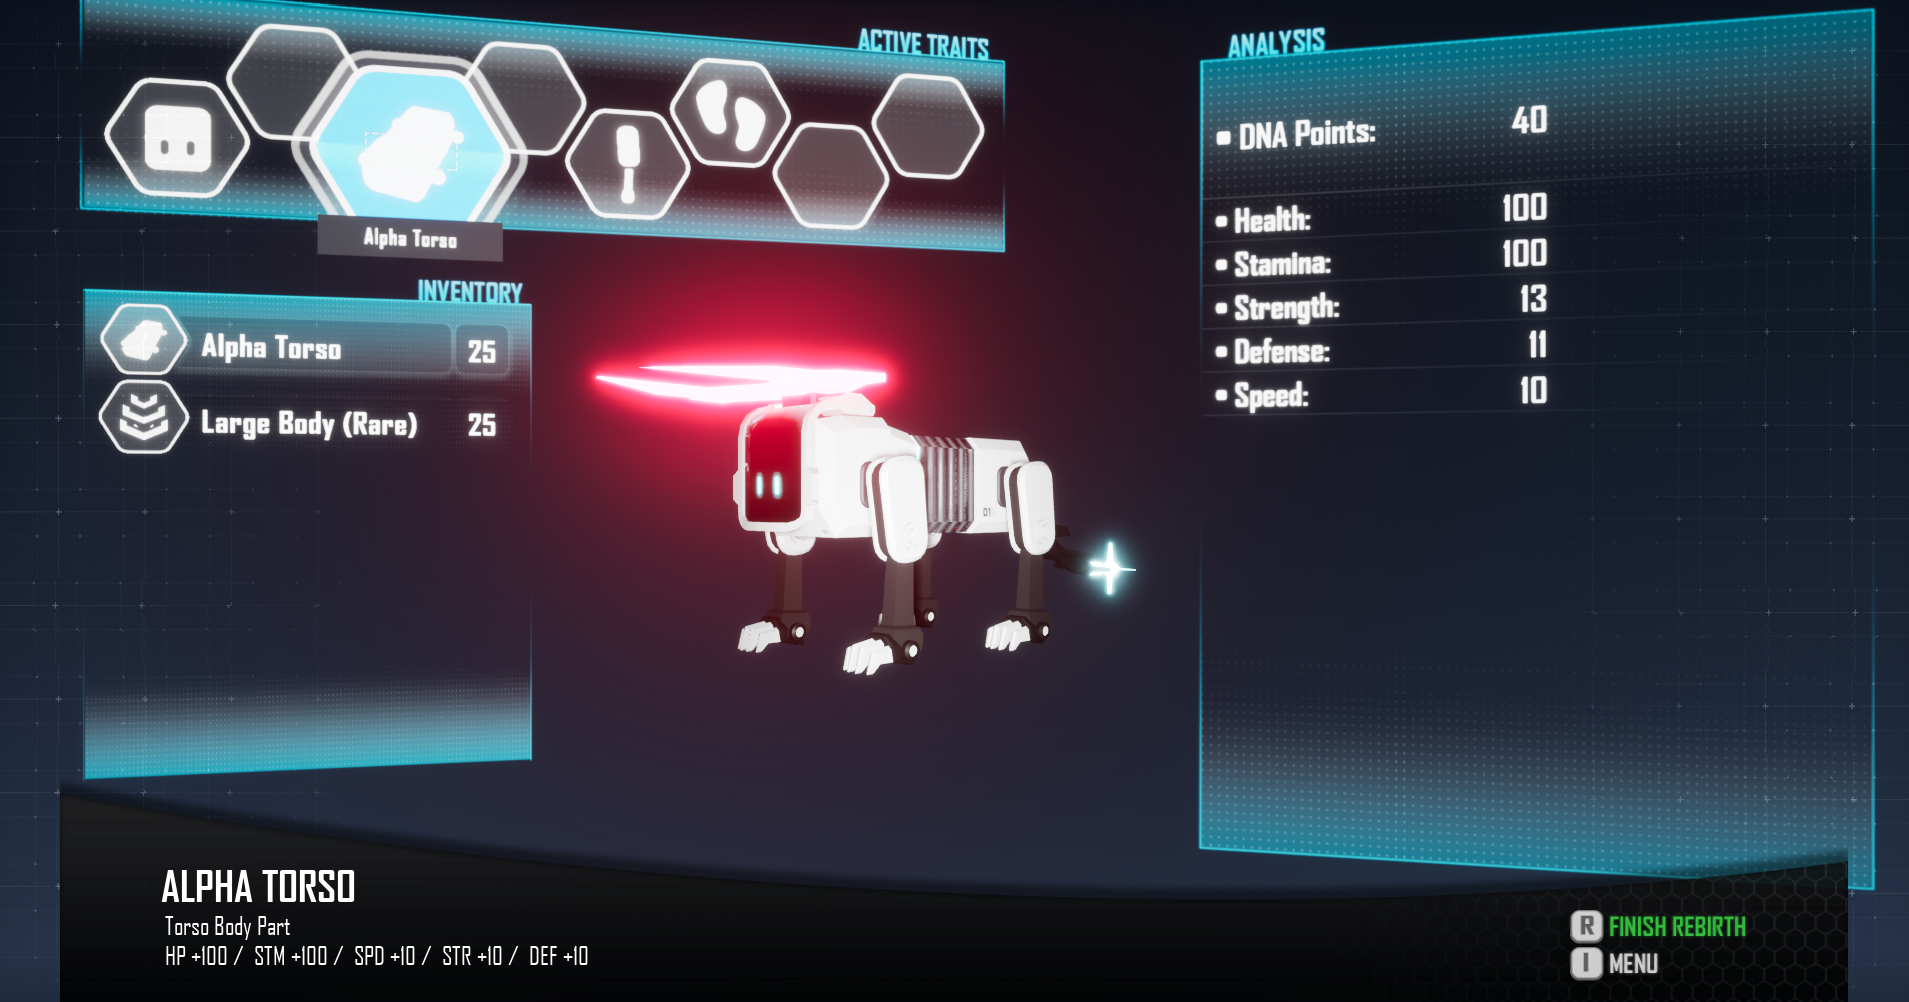 ACTIVE TRAITS
Alpha Torso
INVENTORY
Alpha Torso 25
Large Body (Rare) 25
ANALYSIS
DNA Points: 40
Health: 100
Stamina: 100
Strength: 13
Defense: 11
Speed: 10
ALPHA TORSO
Torso Body Part
HP +100 / STM +100 / SPD +10 / STR +10 / DEF +10
R FINISH REBIRTH
I MENU